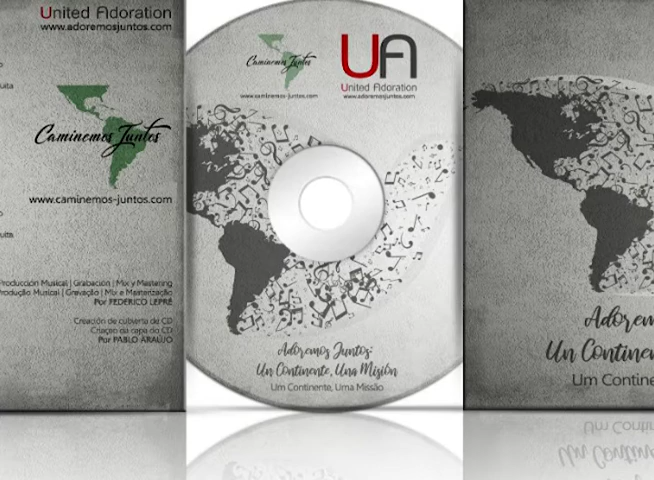 United Adoration
www.adoremosjuntos.com
Caminemos Juntos
www.caminemos-juntos.com
Producción Musical | Grabación | Mix y Mastering
Produção Musical | Gravação | Mix e Masterização
Por FEDERICO LEPRÉ
Creación de cubierta de CD
Criação da capa do CD
Por PABLO ARAÚJO
Caminemos Juntos
www.caminemos-juntos.com
UA
United Adoration
www.adoremosjuntos.com
Adoremos Juntos:
Un Continente, Una Misión
Um Continente, Uma Missão
Adorem
Un Contine
Um Contine